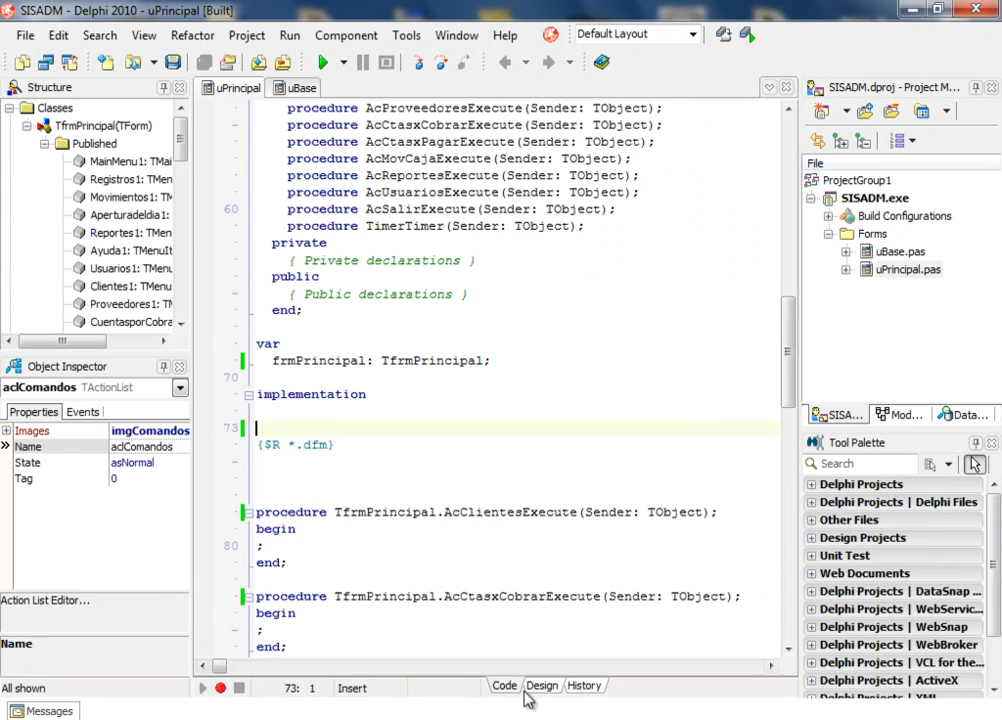 SISADM - Delphi 2010 - uPrincipal [Built]
File Edit Search View Refactor Project Run Component Tools Window Help Default Layout
Structure
Classes
TfrmPrincipal(TForm)
Published
MainMenu1: TMai
Registros1: TMen
Movimientos1: T
Aperturadeldia1:
Reportes1: TMen
Ayuda1: TMenuIt
Usuarios1: TMen
Clientes1: TMenu
Proveedores1: T
CuentasporCobra
Object Inspector
aclComandos TActionList
Properties Events
Images imgComandos
Name aclComandos
State asNormal
Tag 0
Action List Editor...
Name
All shown
uPrincipal uBase
procedure AcProveedoresExecute(Sender: TObject);
procedure AcCtasxCobrarExecute(Sender: TObject);
procedure AcCtaxPagarExecute(Sender: TObject);
procedure AcMovCajaExecute(Sender: TObject);
procedure AcReportesExecute(Sender: TObject);
procedure AcUsuariosExecute(Sender: TObject);
60 procedure AcSalirExecute(Sender: TObject);
procedure TimerTimer(Sender: TObject);
private
{ Private declarations }
public
{ Public declarations }
end;
var
frmPrincipal: TfrmPrincipal;
70
implementation
73
{$R *.dfm}
procedure TfrmPrincipal.AcClientesExecute(Sender: TObject);
begin
80 ;
end;
procedure TfrmPrincipal.AcCtasxCobrarExecute(Sender: TObject);
begin
;
end;
73: 1 Insert Code Design History
SISADM.dproj - Project M...
File
ProjectGroup1
SISADM.exe
Build Configurations
Forms
uBase.pas
uPrincipal.pas
SISA... Mod... Data...
Tool Palette
Search
Delphi Projects
Delphi Projects | Delphi Files
Other Files
Design Projects
Unit Test
Web Documents
Delphi Projects | DataSnap ...
Delphi Projects | WebServic...
Delphi Projects | WebSnap
Delphi Projects | WebBroker
Delphi Projects | VCL for the...
Delphi Projects | ActiveX
Messages